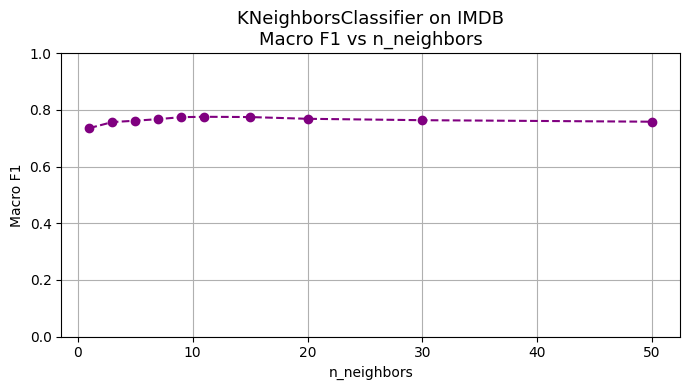 KNeighborsClassifier on IMDB
Macro F1 vs n_neighbors
1.0
0.8
0.6
0.4
0.2
0.0
Macro F1
0 10 20 30 40 50
n_neighbors